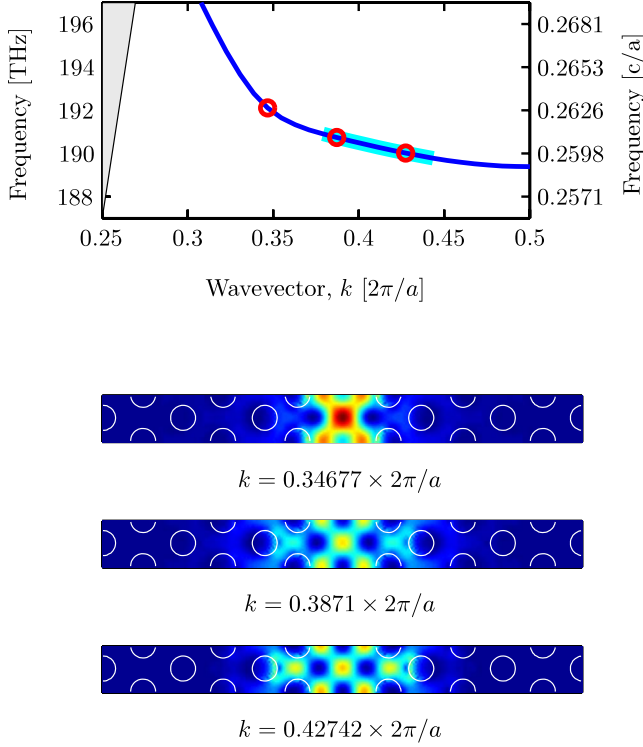 Frequency [THz]
196
194
192
190
188
0.2681
0.2653
0.2626
0.2598
0.2571
Frequency [c/a]
0.25 0.3 0.35 0.4 0.45 0.5
Wavevector, k [2π/a]
k = 0.34677 × 2π/a
k = 0.3871 × 2π/a
k = 0.42742 × 2π/a